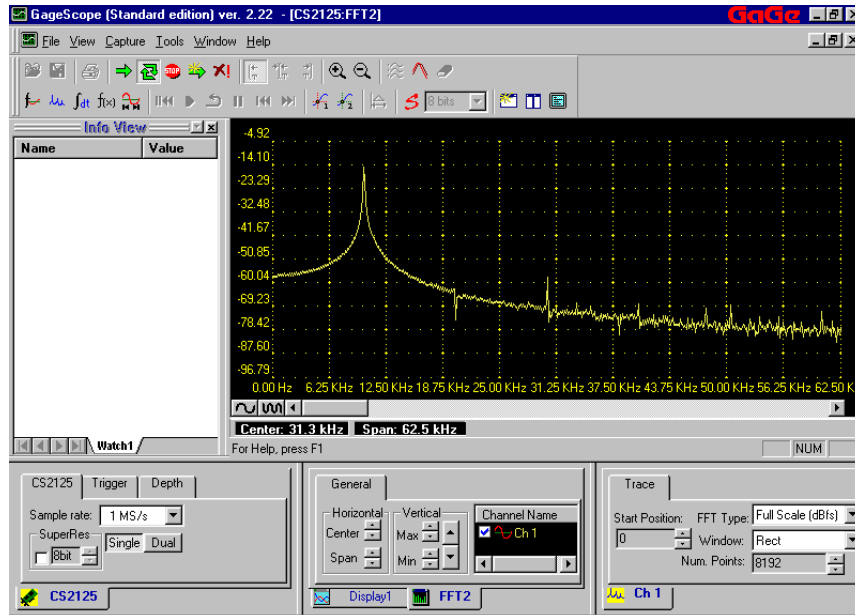 GageScope (Standard edition) ver. 2.22 - [CS2125:FFT2]
GaGe
File View Capture Tools Window Help
STOP
∫dt f(x)
1 2 8 bits
Info View
Name Value
-4.92
-14.10
-23.29
-32.48
-41.67
-50.85
-60.04
-69.23
-78.42
-87.60
-96.79
0.00 Hz 6.25 KHz 12.50 KHz 18.75 KHz 25.00 KHz 31.25 KHz 37.50 KHz 43.75 KHz 50.00 KHz 56.25 KHz 62.50 K
Center: 31.3 kHz Span: 62.5 kHz
Watch1
For Help, press F1
NUM
CS2125 Trigger Depth
Sample rate: 1 MS/s
SuperRes
8bit
Single Dual
CS2125
General
Horizontal Vertical
Center Max
Span Min
Channel Name
Ch 1
Display1 FFT2
Trace
Start Position: FFT Type: Full Scale (dBfs)
0 Window: Rect
Num. Points: 8192
Ch 1